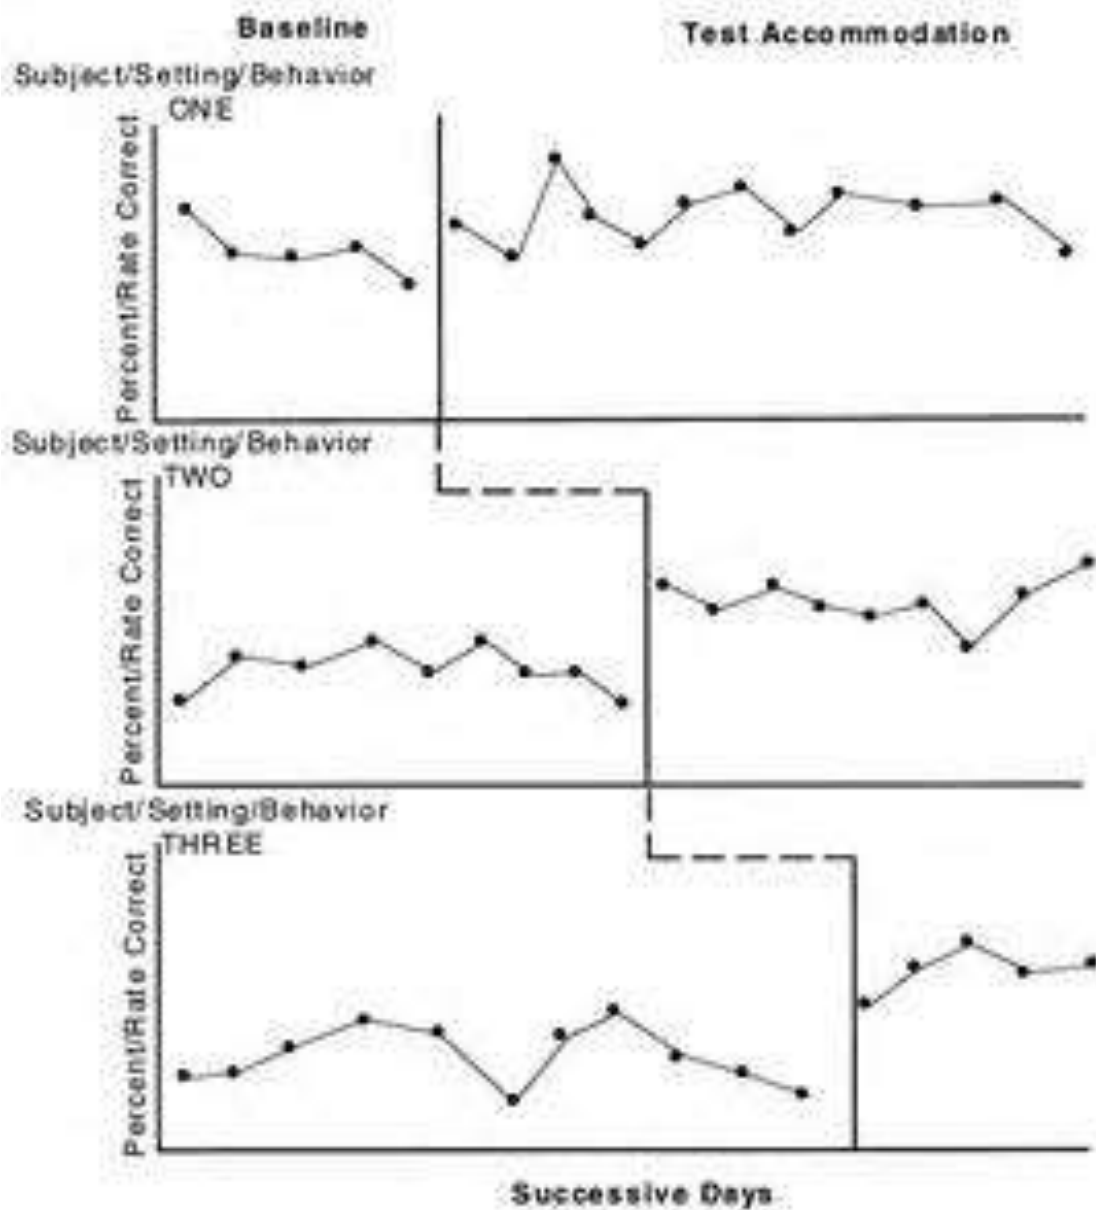 Baseline
Test Accommodation
Subject/Setting/Behavior
ONE
Percent/Rate Correct
Subject/Setting/Behavior
TWO
Percent/Rate Correct
Subject/Setting/Behavior
THREE
Percent/Rate Correct
Successive Days